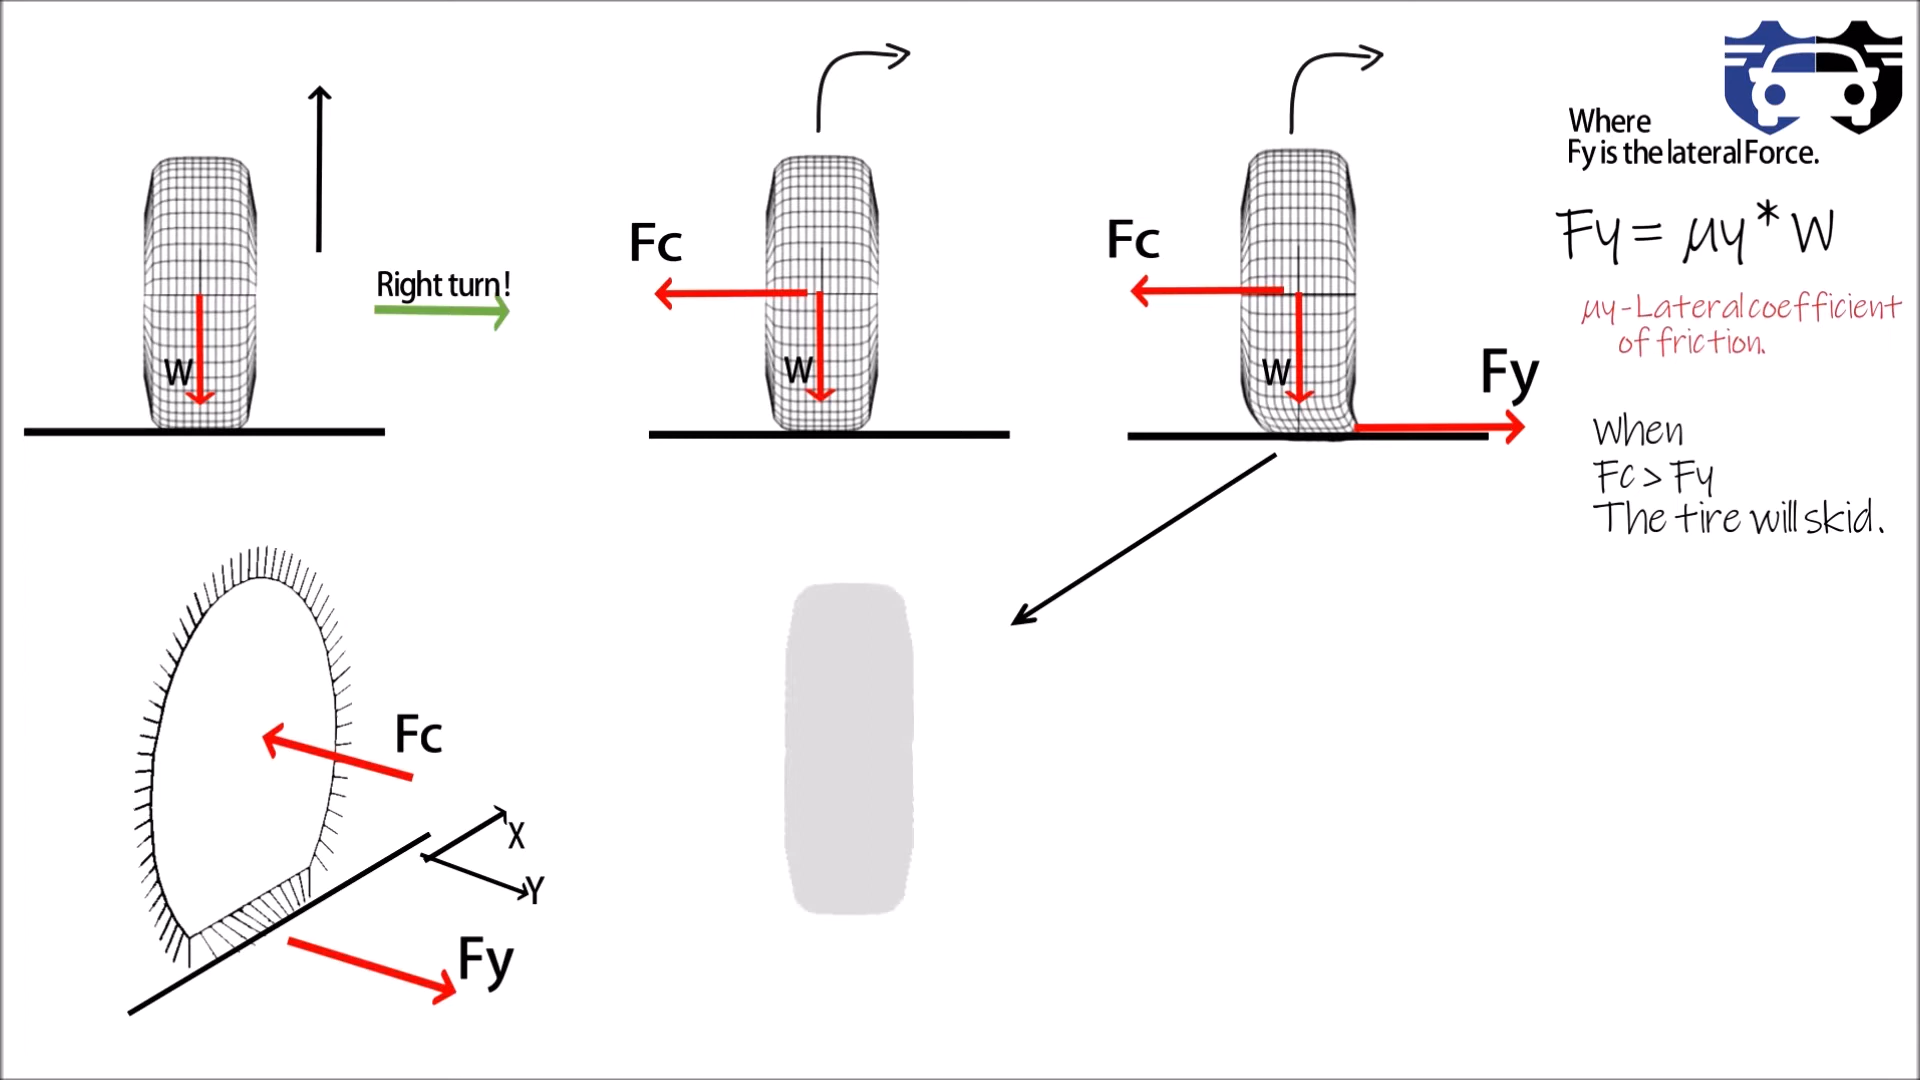 W
Right turn!
Fc
W
Fc
W
Fy
Where
Fy is the lateral Force.
Fy = μy * W
μy - Lateral coefficient
of friction.
When
Fc > Fy
The tire will skid.
Fc
X
Y
Fy